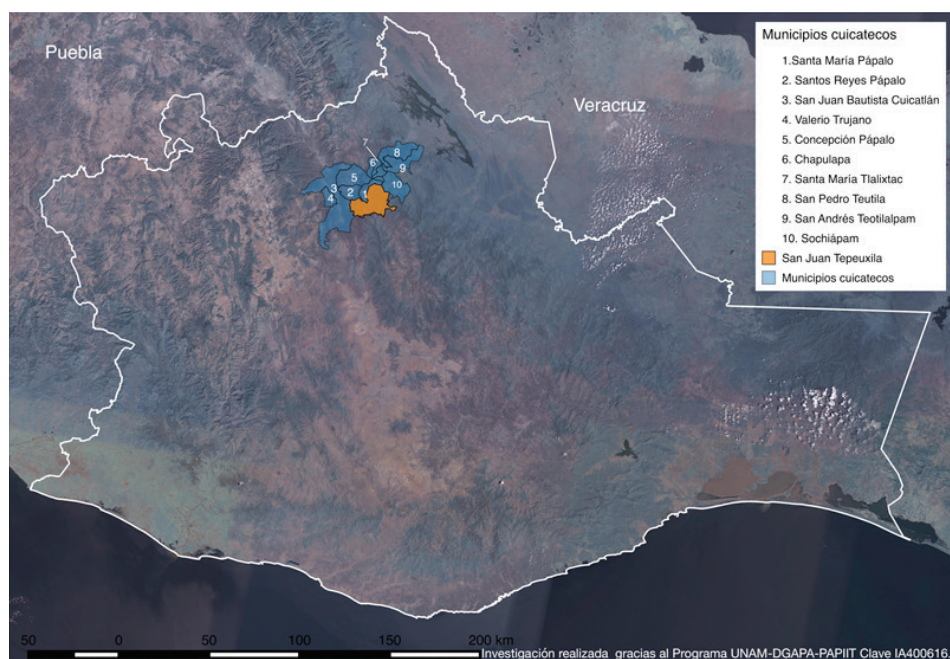 Puebla
Veracruz
Municipios cuicatecos
1.Santa María Pápalo
2. Santos Reyes Pápalo
3. San Juan Bautista Cuicatlán
4. Valerio Trujano
5. Concepción Pápalo
6. Chapulapa
7. Santa María Tlalixtac
8. San Pedro Teutila
9. San Andrés Teotilalpam
10. Sochiápam
San Juan Tepeuxila
Municipios cuicatecos
7
8
6
9
5
10
3
2
1
4
50 0 50 100 150 200 km
Investigación realizada gracias al Programa UNAM-DGAPA-PAPIIT Clave IA400616